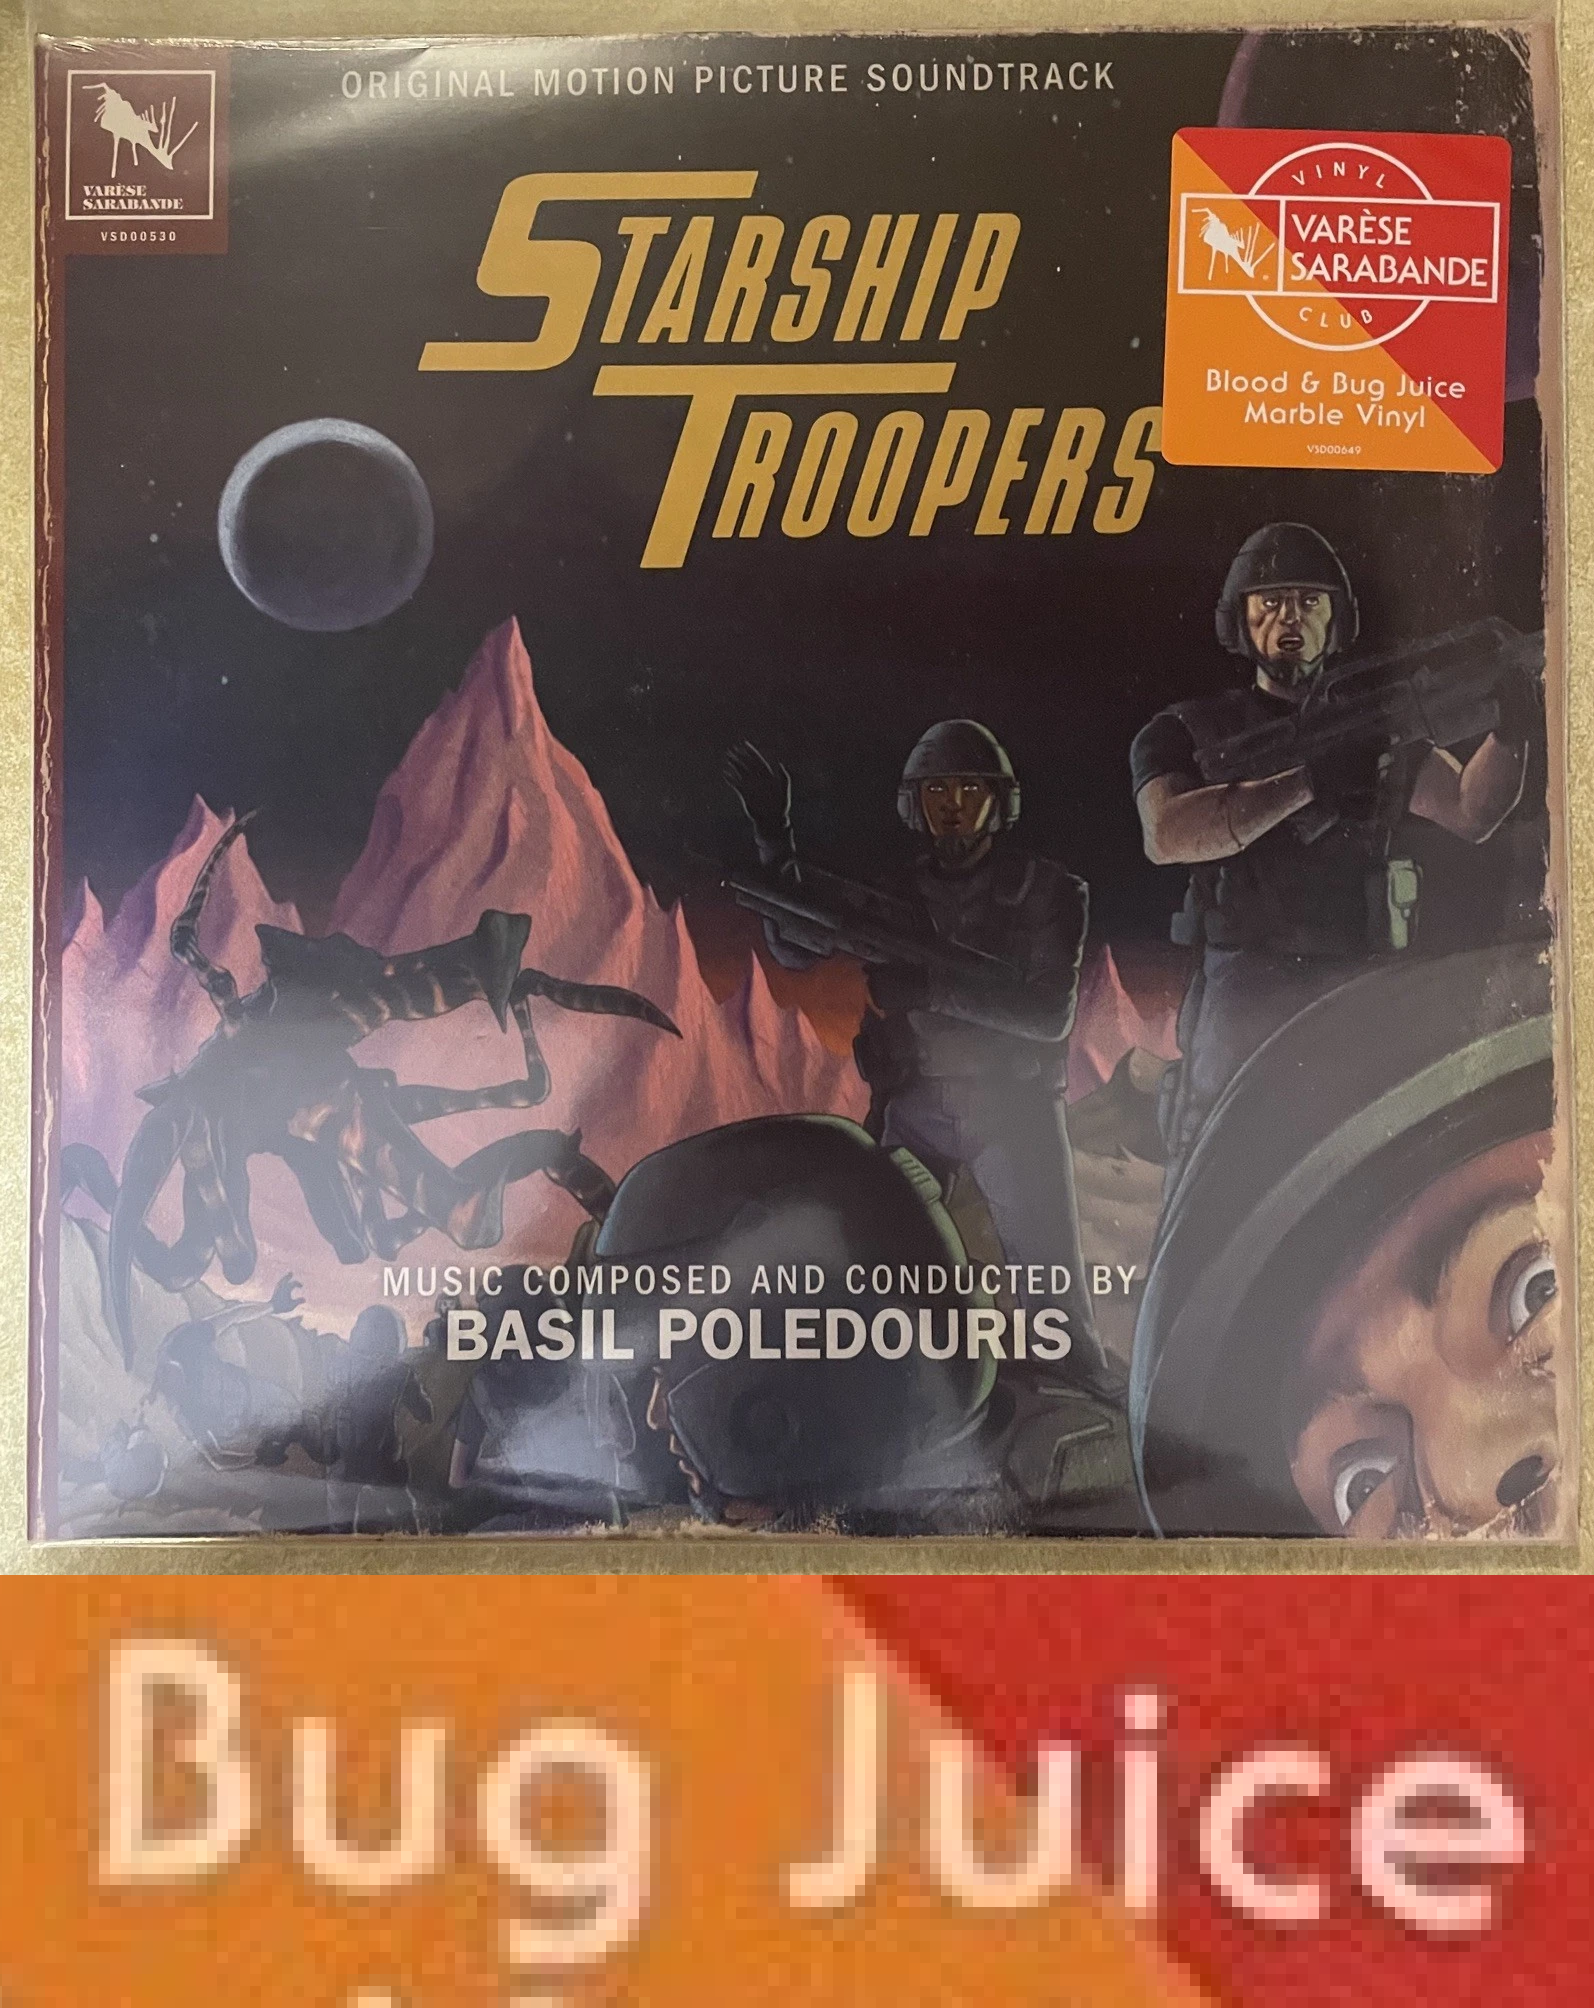 ORIGINAL MOTION PICTURE SOUNDTRACK
VARÈSE
SARABANDE
VSD00530
STARSHIP
TROOPERS
VINYL
VARÈSE
SARABANDE
CLUB
Blood & Bug Juice
Marble Vinyl
VSD00649
MUSIC COMPOSED AND CONDUCTED BY
BASIL POLEDOURIS
Bug Juice